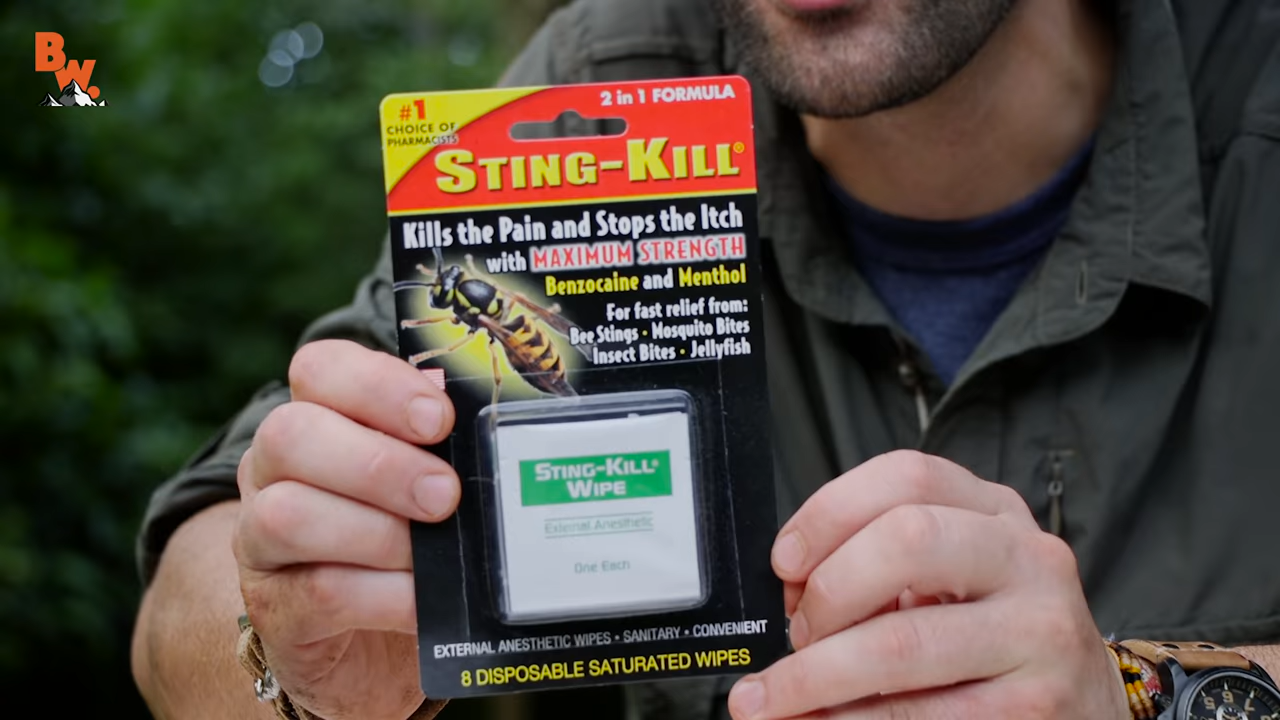 BW.
#1
CHOICE OF
PHARMACISTS
2 in 1 FORMULA
STING-KILL®
Kills the Pain and Stops the Itch
with MAXIMUM STRENGTH
Benzocaine and Menthol
For fast relief from:
Bee Stings • Mosquito Bites
Insect Bites • Jellyfish
STING-KILL®
WIPE
External Anesthetic
One Each
EXTERNAL ANESTHETIC WIPES • SANITARY • CONVENIENT
8 DISPOSABLE SATURATED WIPES